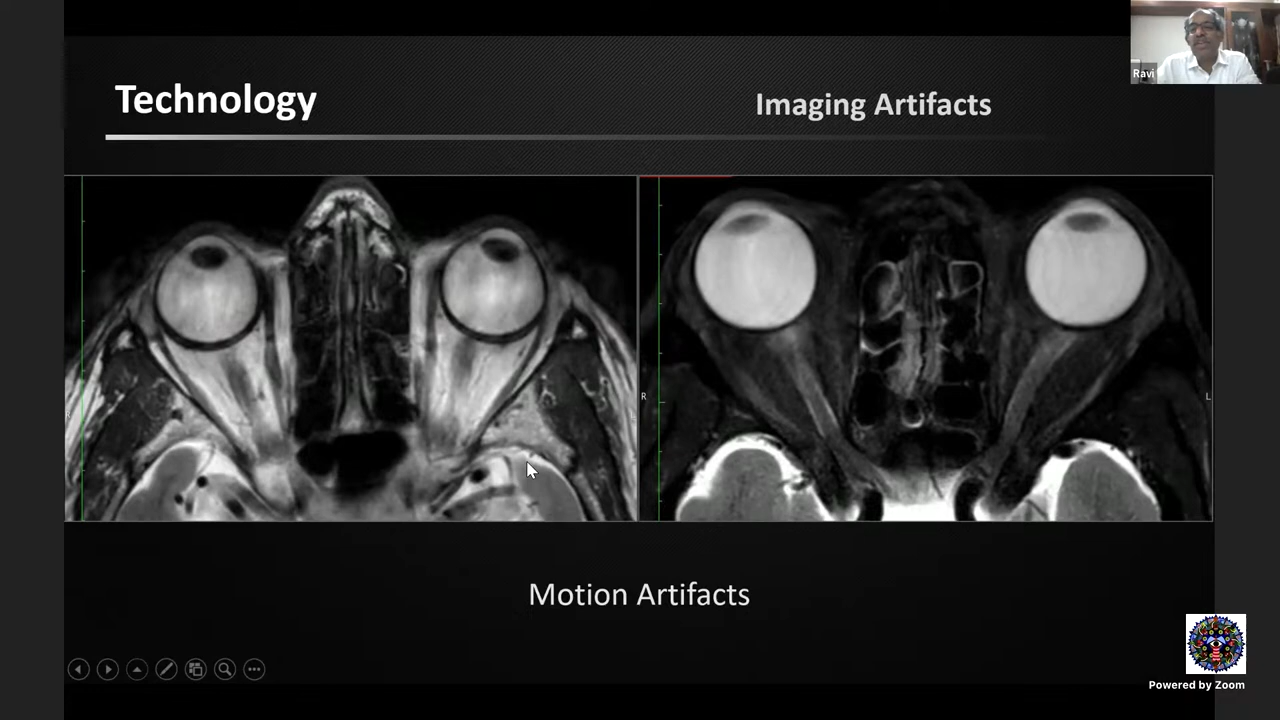 Ravi
Technology
Imaging Artifacts
R
L
Motion Artifacts
Powered by Zoom